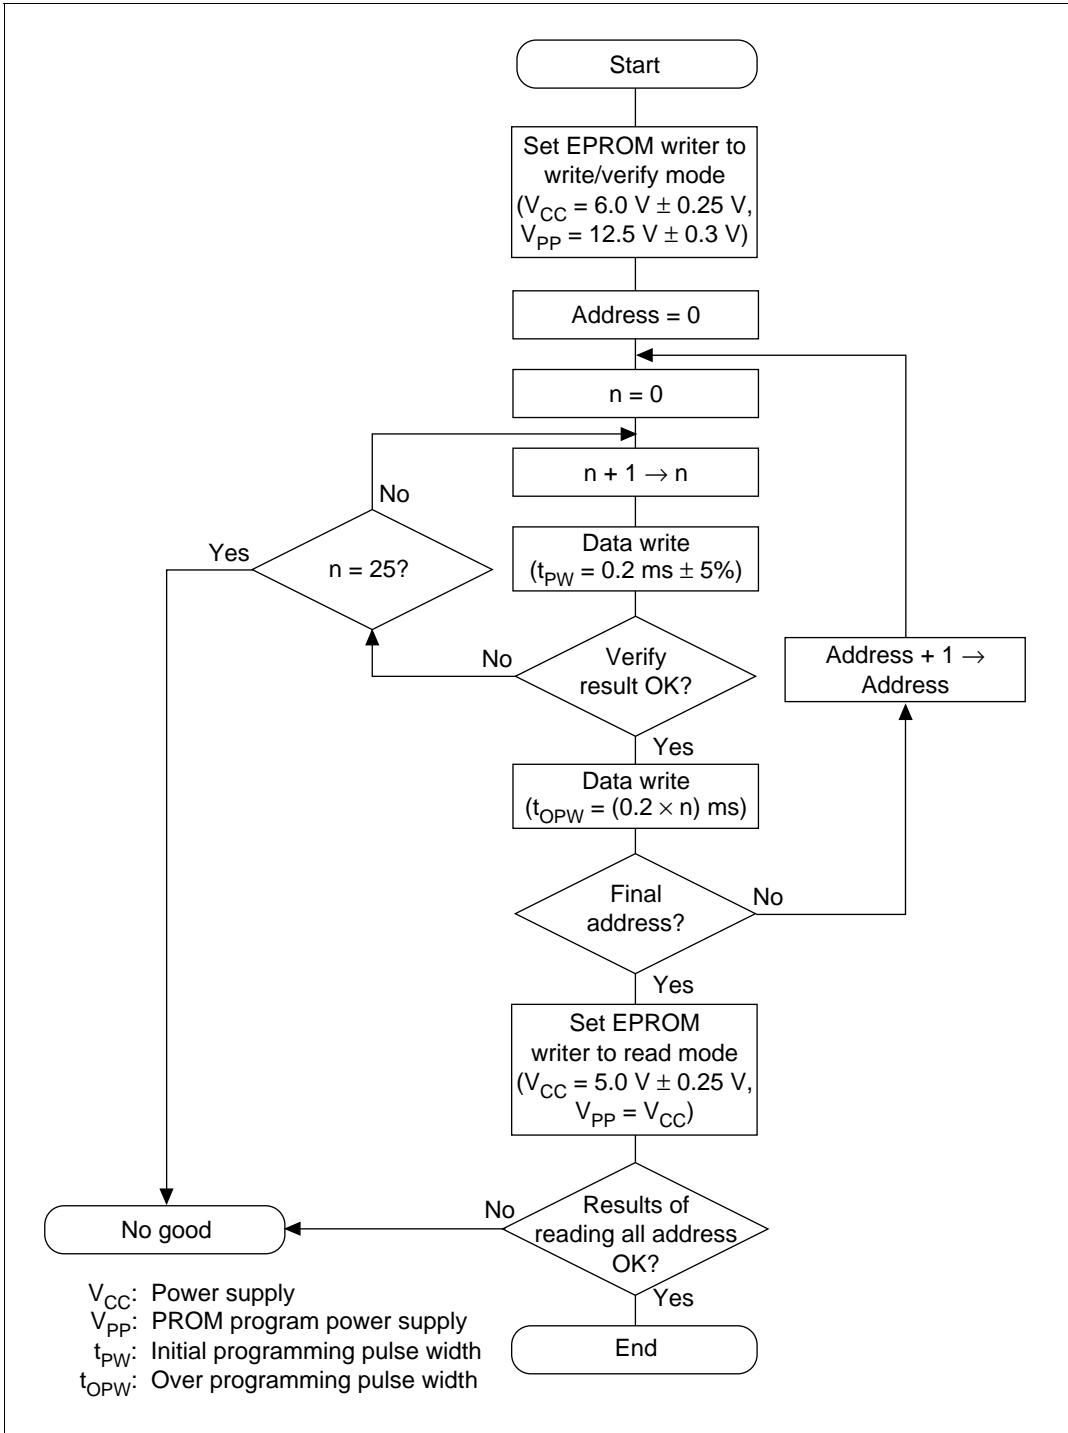 Start
Set EPROM writer to
write/verify mode
(VCC = 6.0 V ± 0.25 V,
VPP = 12.5 V ± 0.3 V)
Address = 0
n = 0
n + 1 → n
No
Yes
n = 25?
Data write
(tPW = 0.2 ms ± 5%)
No
Verify
result OK?
Address + 1 →
Address
Yes
Data write
(tOPW = (0.2 × n) ms)
Final
address?
No
Yes
Set EPROM
writer to read mode
(VCC = 5.0 V ± 0.25 V,
VPP = VCC)
No
Results of
reading all address
OK?
No good
Yes
End
VCC: Power supply
VPP: PROM program power supply
tPW: Initial programming pulse width
tOPW: Over programming pulse width